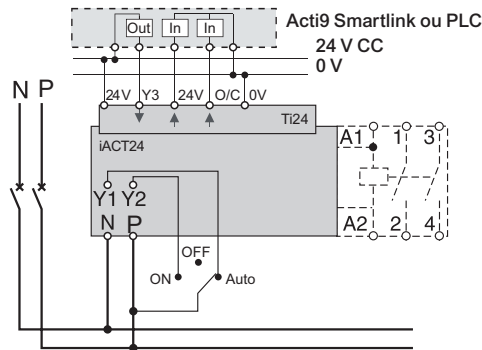 Out In In
Acti9 Smartlink ou PLC
24 V CC
0 V
N P
24V Y3 24V O/C 0V
Ti24
iACT24
A1 1 3
Y1 Y2
N P
A2 2 4
OFF
ON Auto